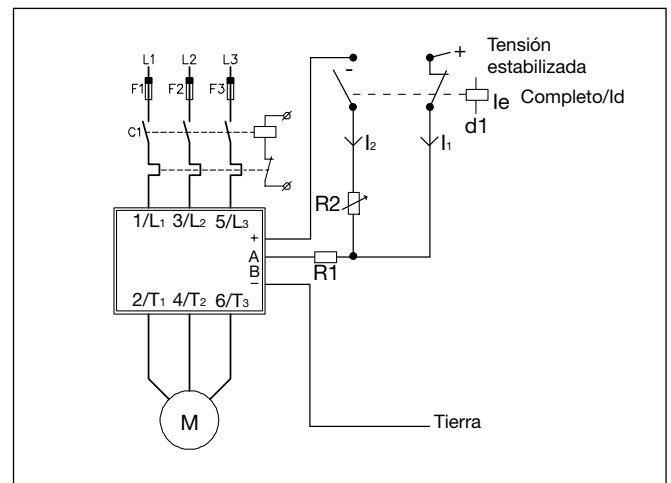 L1 L2 L3
F1 F2 F3
C1
1/L1 3/L2 5/L3
+
A
B
−
2/T1 4/T2 6/T3
M
R1
R2
I2 I1
-
+
Tensión
estabilizada
Ie Completo/Id
d1
Tierra